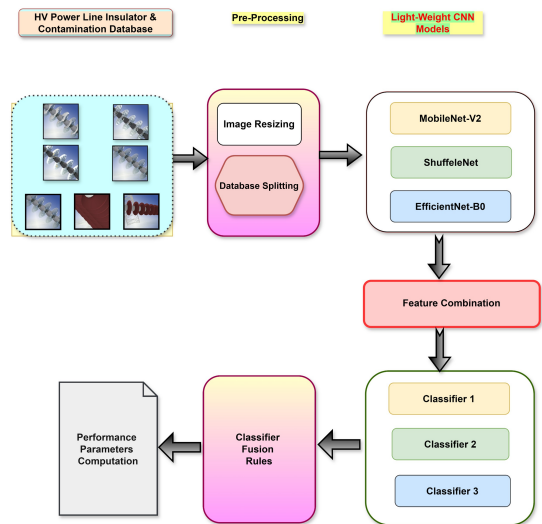 HV Power Line Insulator &
Contamination Database
Pre-Processing
Light-Weight CNN
Models
Image Resizing
Database Splitting
MobileNet-V2
ShuffeleNet
EfficientNet-B0
Feature Combination
Classifier 1
Classifier 2
Classifier 3
Classifier
Fusion
Rules
Performance
Parameters
Computation